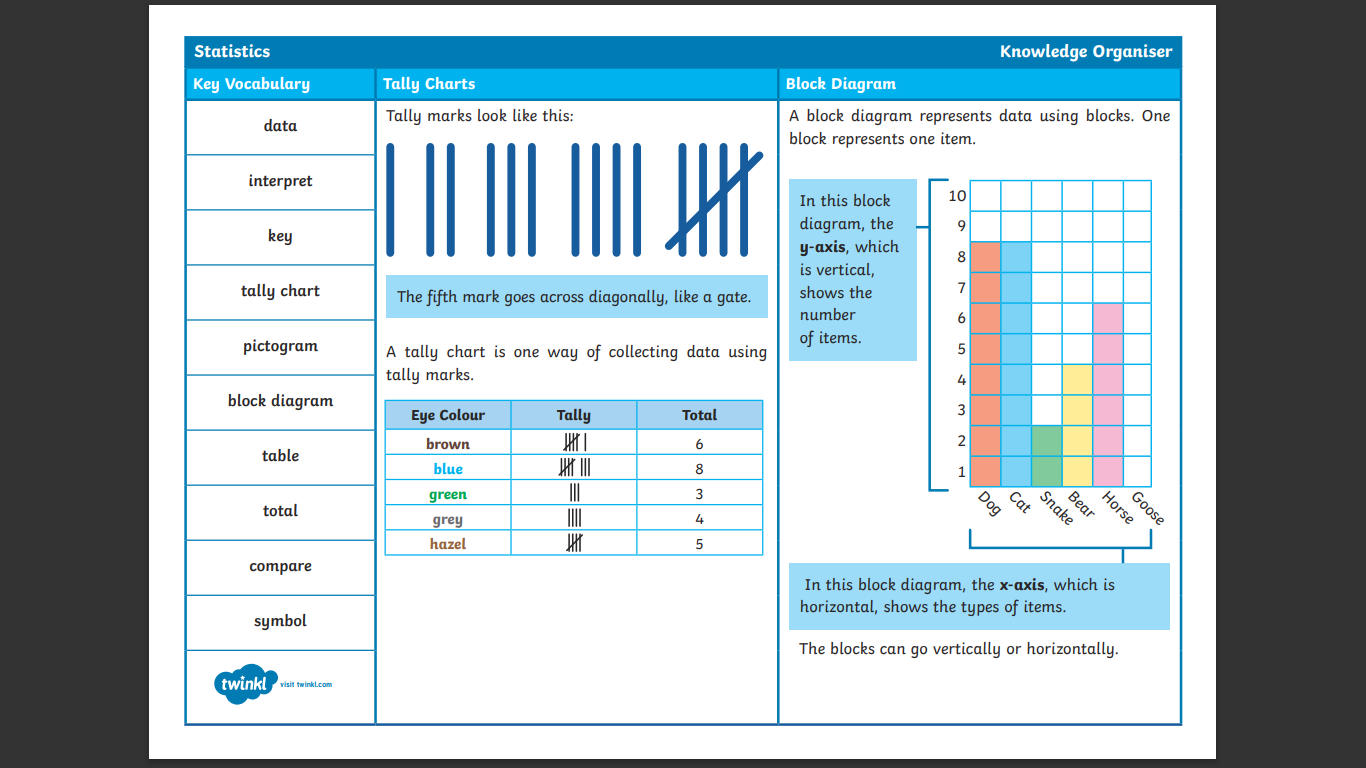 Statistics
Knowledge Organiser
Key Vocabulary
data
interpret
key
tally chart
pictogram
block diagram
table
total
compare
symbol
twinkl visit twinkl.com
Tally Charts
Tally marks look like this:
The fifth mark goes across diagonally, like a gate.
A tally chart is one way of collecting data using
tally marks.
Eye Colour Tally Total
brown 6
blue 8
green 3
grey 4
hazel 5
Block Diagram
A block diagram represents data using blocks. One
block represents one item.
In this block
diagram, the
y-axis, which
is vertical,
shows the
number
of items.
10
9
8
7
6
5
4
3
2
1
Dog Cat Snake Bear Horse Goose
In this block diagram, the x-axis, which is
horizontal, shows the types of items.
The blocks can go vertically or horizontally.